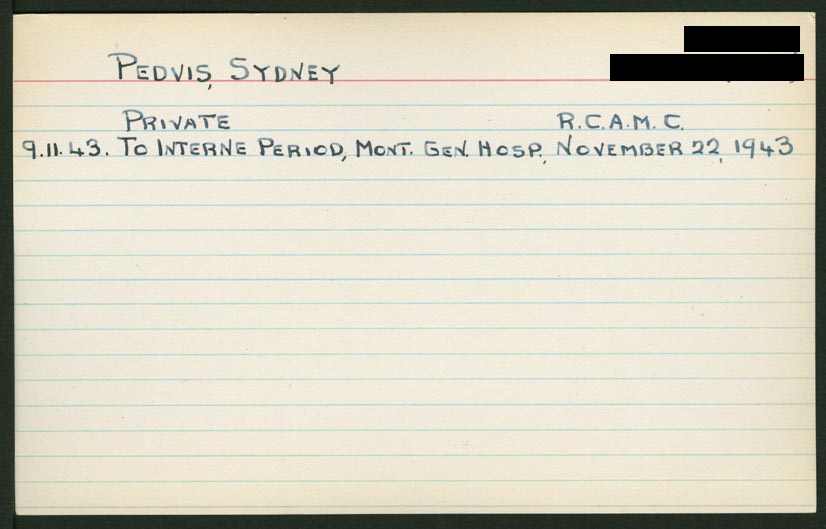 PEDVIS, SYDNEY
PRIVATE R.C.A.M.C.
9.11.43. TO INTERNE PERIOD, MONT. GEN. HOSP., NOVEMBER 22, 1943